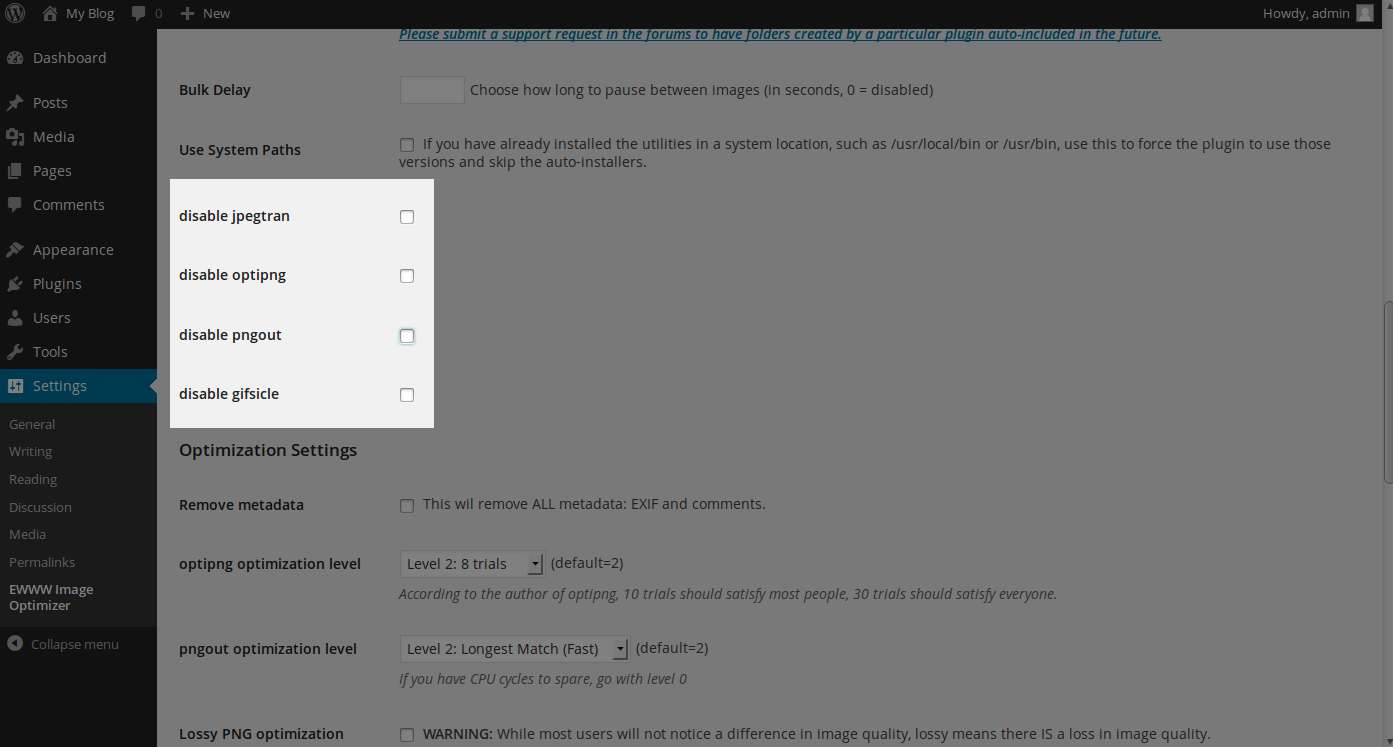 My Blog 0 New Howdy, admin
Dashboard
Posts
Media
Pages
Comments
Appearance
Plugins
Users
Tools
Settings
General
Writing
Reading
Discussion
Media
Permalinks
EWWW Image
Optimizer
Collapse menu
Please submit a support request in the forums to have folders created by a particular plugin auto-included in the future.
Bulk Delay Choose how long to pause between images (in seconds, 0 = disabled)
Use System Paths If you have already installed the utilities in a system location, such as /usr/local/bin or /usr/bin, use this to force the plugin to use those
versions and skip the auto-installers.
disable jpegtran
disable optipng
disable pngout
disable gifsicle
Optimization Settings
Remove metadata This wil remove ALL metadata: EXIF and comments.
optipng optimization level Level 2: 8 trials (default=2)
According to the author of optipng, 10 trials should satisfy most people, 30 trials should satisfy everyone.
pngout optimization level Level 2: Longest Match (Fast) (default=2)
If you have CPU cycles to spare, go with level 0
Lossy PNG optimization WARNING: While most users will not notice a difference in image quality, lossy means there IS a loss in image quality.